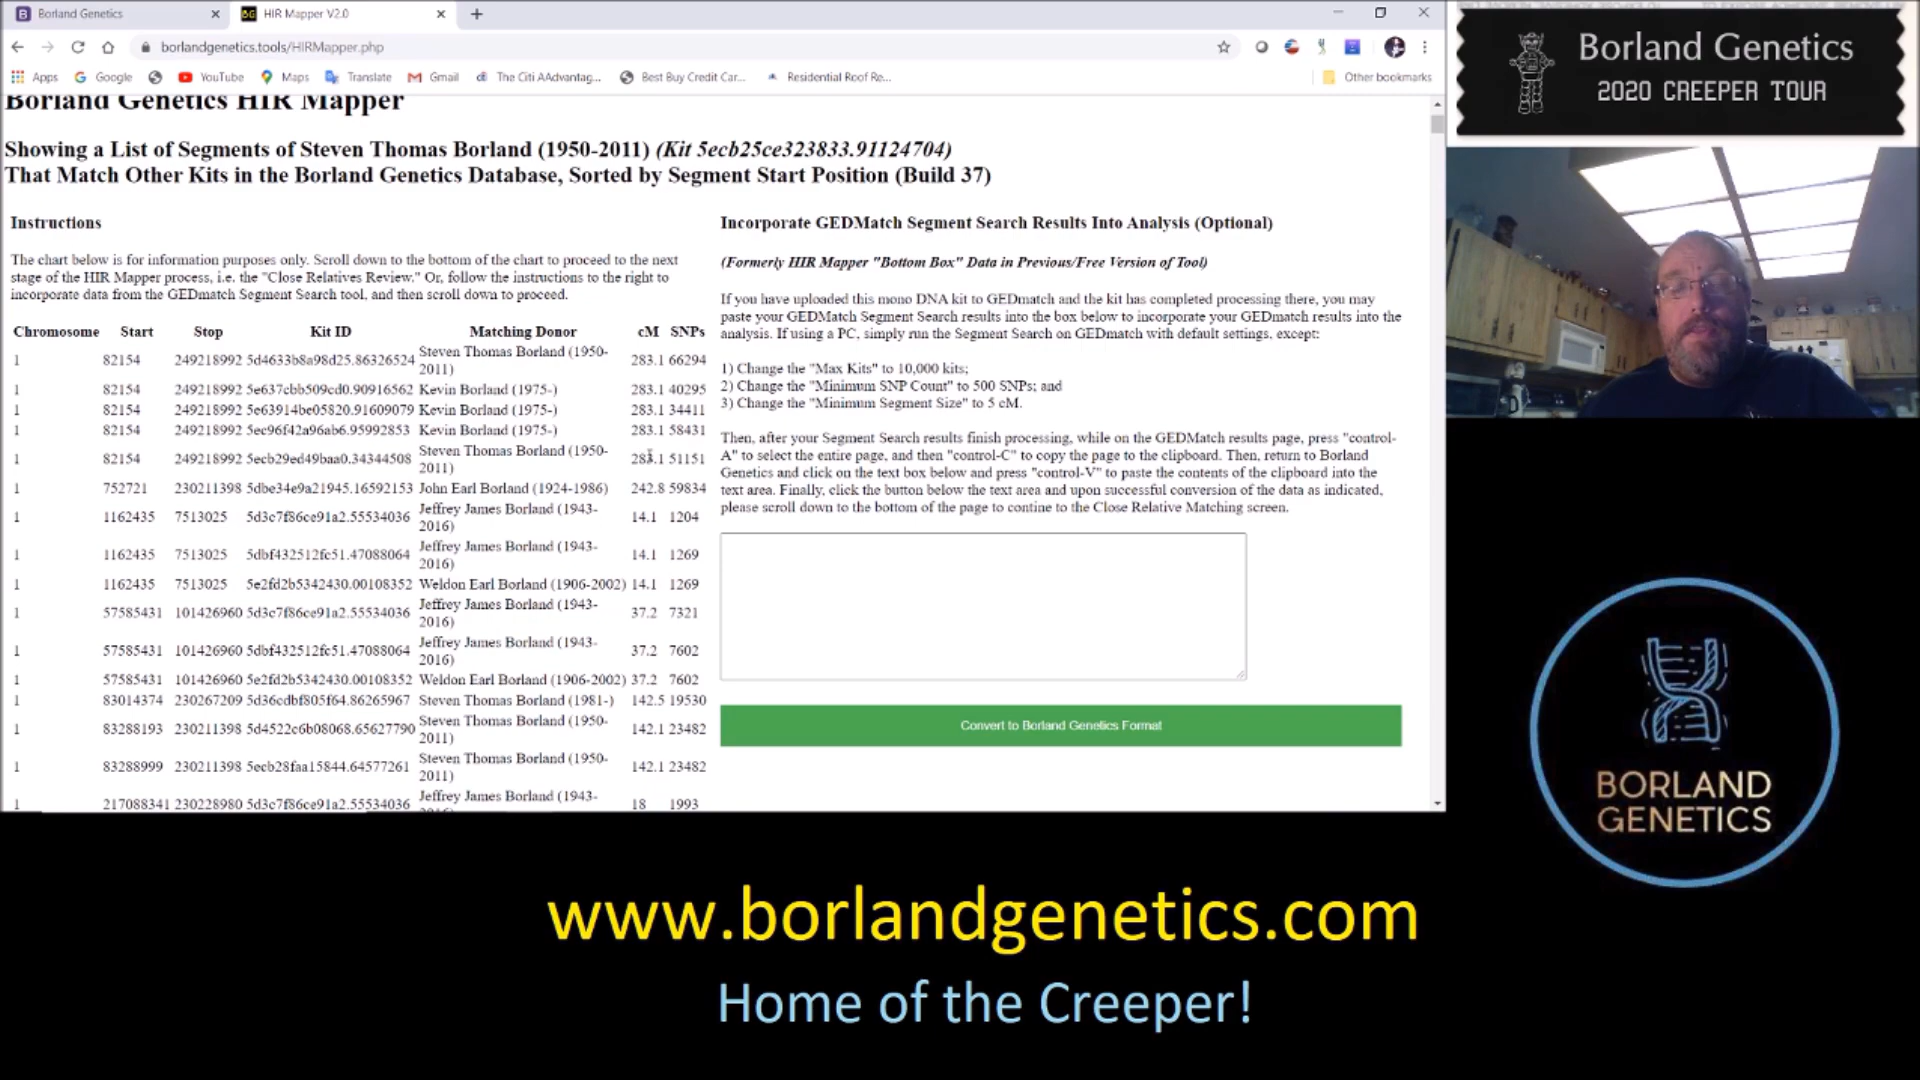 Borland Genetics
HIR Mapper V2.0
borlandgenetics.tools/HIRMapper.php
Apps
Google
YouTube
Maps
Translate
Gmail
The Citi AAdvantag...
Best Buy Credit Car...
Residential Roof Re...
Other bookmarks
Borland Genetics HIR Mapper
Showing a List of Segments of Steven Thomas Borland (1950-2011) (Kit 5ecb25ce323833.91124704)
That Match Other Kits in the Borland Genetics Database, Sorted by Segment Start Position (Build 37)
Instructions
The chart below is for information purposes only. Scroll down to the bottom of the chart to proceed to the next
stage of the HIR Mapper process, i.e. the "Close Relatives Review." Or, follow the instructions to the right to
incorporate data from the GEDmatch Segment Search tool, and then scroll down to proceed.
Chromosome Start Stop Kit ID Matching Donor cM SNPs
1 82154 249218992 5d4633b8a98d25.86326524 Steven Thomas Borland (1950-
2011) 283.1 66294
1 82154 249218992 5e637cbb509cd0.90916562 Kevin Borland (1975-) 283.1 40295
1 82154 249218992 5e63914be05820.91609079 Kevin Borland (1975-) 283.1 34411
1 82154 249218992 5ec96f42a96ab6.95992853 Kevin Borland (1975-) 283.1 58431
1 82154 249218992 5ecb29ed49baa0.34344508 Steven Thomas Borland (1950-
2011) 283.1 51151
1 752721 230211398 5dbe34e9a21945.16592153 John Earl Borland (1924-1986) 242.8 59834
1 1162435 7513025 5d3c7f86ce91a2.55534036 Jeffrey James Borland (1943-
2016) 14.1 1204
1 1162435 7513025 5dbf432512fc51.47088064 Jeffrey James Borland (1943-
2016) 14.1 1269
1 1162435 7513025 5e2fd2b5342430.00108352 Weldon Earl Borland (1906-2002) 14.1 1269
1 57585431 101426960 5d3c7f86ce91a2.55534036 Jeffrey James Borland (1943-
2016) 37.2 7321
1 57585431 101426960 5dbf432512fc51.47088064 Jeffrey James Borland (1943-
2016) 37.2 7602
1 57585431 101426960 5e2fd2b5342430.00108352 Weldon Earl Borland (1906-2002) 37.2 7602
1 83014374 230267209 5d36cdbf805f64.86265967 Steven Thomas Borland (1981-) 142.5 19530
1 83288193 230211398 5d4522c6b08068.65627790 Steven Thomas Borland (1950-
2011) 142.1 23482
1 83288999 230211398 5ecb28faa15844.64577261 Steven Thomas Borland (1950-
2011) 142.1 23482
1 217088341 230228980 5d3c7f86ce91a2.55534036 Jeffrey James Borland (1943- 18 1993
Incorporate GEDMatch Segment Search Results Into Analysis (Optional)
(Formerly HIR Mapper "Bottom Box" Data in Previous/Free Version of Tool)
If you have uploaded this mono DNA kit to GEDmatch and the kit has completed processing there, you may
paste your GEDMatch Segment Search results into the box below to incorporate your GEDmatch results into the
analysis. If using a PC, simply run the Segment Search on GEDmatch with default settings, except:
1) Change the "Max Kits" to 10,000 kits;
2) Change the "Minimum SNP Count" to 500 SNPs; and
3) Change the "Minimum Segment Size" to 5 cM.
Then, after your Segment Search results finish processing, while on the GEDMatch results page, press "control-
A" to select the entire page, and then "control-C" to copy the page to the clipboard. Then, return to Borland
Genetics and click on the text box below and press "control-V" to paste the contents of the clipboard into the
text area. Finally, click the button below the text area and upon successful conversion of the data as indicated,
please scroll down to the bottom of the page to contine to the Close Relative Matching screen.
Convert to Borland Genetics Format
Borland Genetics
2020 CREEPER TOUR
BORLAND
GENETICS
www.borlandgenetics.com
Home of the Creeper!